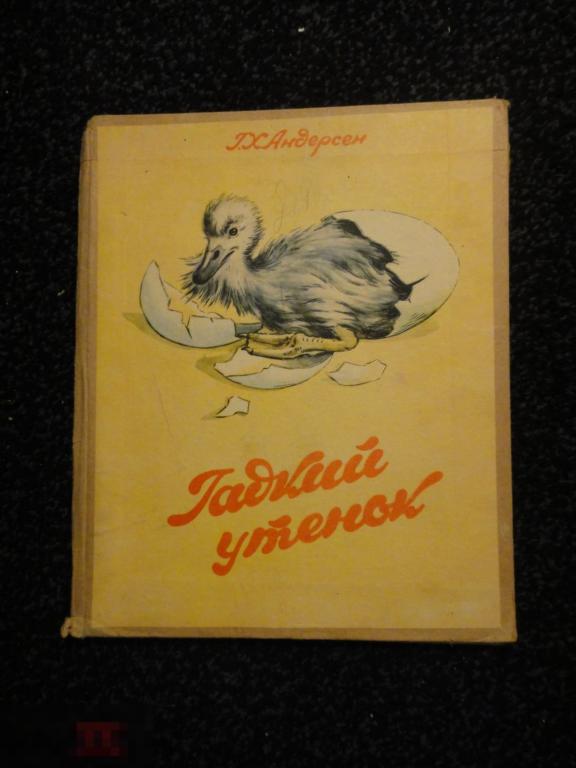 Г.Х.Андерсен
Гадкий
утенок